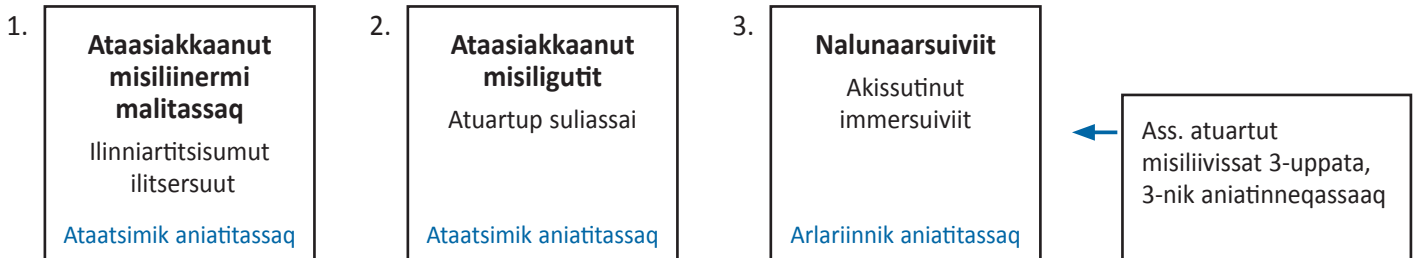 1.
Ataasiakkaanut
misiliinermi
malitassaq
Ilinniartitsisumut
ilitsersuut
Ataatsimik aniatitassaq
2.
Ataasiakkaanut
misiligutit
Atuartup suliassai
Ataatsimik aniatitassaq
3.
Nalunaarsuiviit
Akissutinut
immersuiviit
Arlariinnik aniatitassaq
Ass. atuartut
misiliivissat 3-uppata,
3-nik aniatinneqassaaq